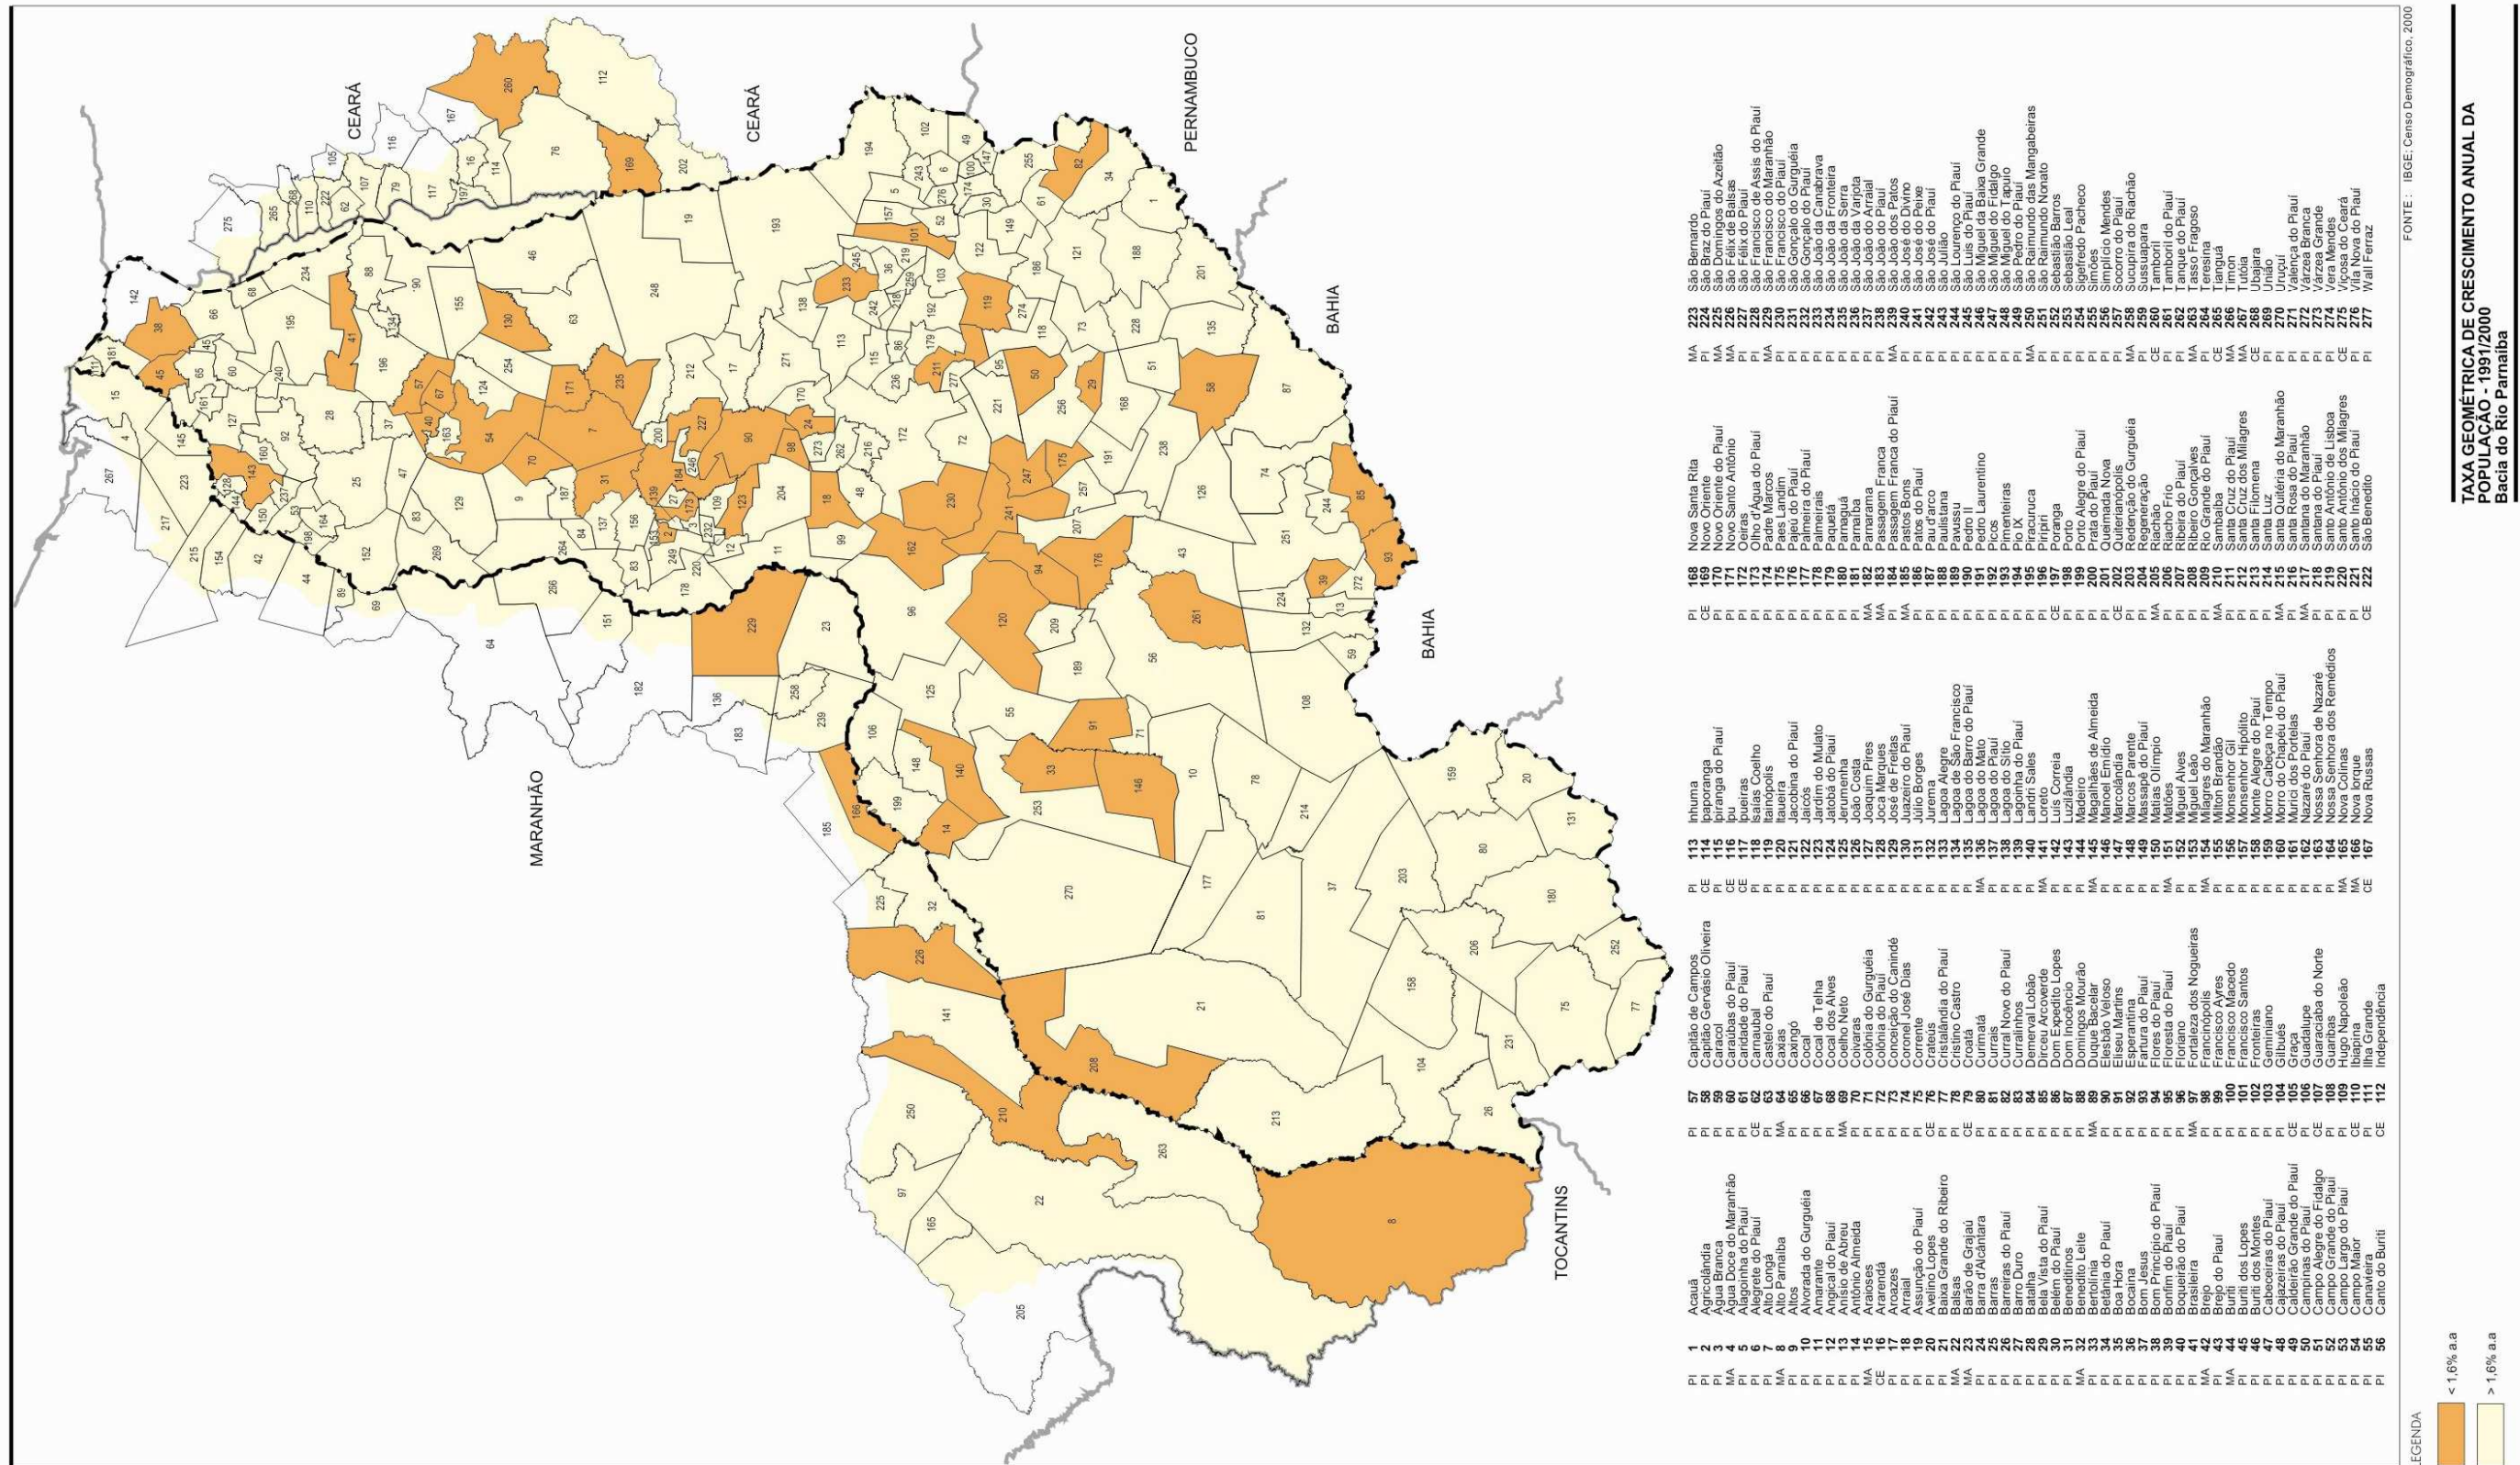 MARANHÃO
CEARÁ
CEARÁ
PERNAMBUCO
BAHIA
BAHIA
TOCANTINS
PI 1 Acauã
PI 2 Agricolândia
PI 3 Água Branca
MA 4 Água Doce do Maranhão
PI 5 Alagoinha do Piauí
PI 6 Alegrete do Piauí
PI 7 Alto Longá
MA 8 Alto Parnaíba
PI 9 Altos
PI 10 Alvorada do Gurguéia
PI 11 Amarante
PI 12 Angical do Piauí
PI 13 Anísio de Abreu
PI 14 Antônio Almeida
MA 15 Araioses
CE 16 Ararendá
PI 17 Aroazes
PI 18 Arraial
PI 19 Assunção do Piauí
PI 20 Avelino Lopes
PI 21 Baixa Grande do Ribeiro
MA 22 Balsas
MA 23 Barão de Grajaú
PI 24 Barra d'Alcântara
PI 25 Barras
PI 26 Barreiras do Piauí
PI 27 Barro Duro
PI 28 Batalha
PI 29 Bela Vista do Piauí
PI 30 Belém do Piauí
PI 31 Beneditinos
MA 32 Benedito Leite
PI 33 Bertolínia
PI 34 Betânia do Piauí
PI 35 Boa Hora
PI 36 Bocaina
PI 37 Bom Jesus
PI 38 Bom Princípio do Piauí
PI 39 Bonfim do Piauí
PI 40 Boqueirão do Piauí
PI 41 Brasileira
MA 42 Brejo
PI 43 Brejo do Piauí
MA 44 Buriti
PI 45 Buriti dos Lopes
PI 46 Buriti dos Montes
PI 47 Cabeceiras do Piauí
PI 48 Cajazeiras do Piauí
PI 49 Caldeirão Grande do Piauí
PI 50 Campinas do Piauí
PI 51 Campo Alegre do Fidalgo
PI 52 Campo Grande do Piauí
PI 53 Campo Largo do Piauí
PI 54 Campo Maior
PI 55 Canavieira
PI 56 Canto do Buriti
PI 57 Capitão de Campos
PI 58 Capitão Gervásio Oliveira
PI 59 Caracol
PI 60 Caraúbas do Piauí
PI 61 Caridade do Piauí
CE 62 Carnaubal
PI 63 Castelo do Piauí
MA 64 Caxias
PI 65 Caxingó
PI 66 Cocal
PI 67 Cocal de Telha
PI 68 Cocal dos Alves
MA 69 Coelho Neto
PI 70 Coivaras
PI 71 Colônia do Gurguéia
PI 72 Colônia do Piauí
PI 73 Conceição do Canindé
PI 74 Coronel José Dias
PI 75 Corrente
CE 76 Crateús
PI 77 Cristalândia do Piauí
PI 78 Cristino Castro
CE 79 Croatá
PI 80 Curimatá
PI 81 Currais
PI 82 Curral Novo do Piauí
PI 83 Curralinhos
PI 84 Demerval Lobão
PI 85 Dirceu Arcoverde
PI 86 Dom Expedito Lopes
PI 87 Dom Inocêncio
PI 88 Domingos Mourão
MA 89 Duque Bacelar
PI 90 Elesbão Veloso
PI 91 Eliseu Martins
PI 92 Esperantina
PI 93 Fartura do Piauí
PI 94 Flores do Piauí
PI 95 Floresta do Piauí
PI 96 Floriano
MA 97 Fortaleza dos Nogueiras
PI 98 Francinópolis
PI 99 Francisco Ayres
PI 100 Francisco Macedo
PI 101 Francisco Santos
PI 102 Fronteiras
PI 103 Geminiano
PI 104 Gilbués
CE 105 Graça
PI 106 Guadalupe
CE 107 Guaraciaba do Norte
PI 108 Guaribas
PI 109 Hugo Napoleão
CE 110 Ibiapina
PI 111 Ilha Grande
CE 112 Independência
PI 113 Inhuma
CE 114 Ipaporanga
PI 115 Ipiranga do Piauí
CE 116 Ipu
CE 117 Ipueiras
PI 118 Isaías Coelho
PI 119 Itainópolis
PI 120 Itaueira
PI 121 Jacobina do Piauí
PI 122 Jaicós
PI 123 Jardim do Mulato
PI 124 Jatobá do Piauí
PI 125 Jerumenha
PI 126 João Costa
PI 127 Joaquim Pires
PI 128 Joca Marques
PI 129 José de Freitas
PI 130 Juazeiro do Piauí
PI 131 Júlio Borges
PI 132 Jurema
PI 133 Lagoa Alegre
PI 134 Lagoa de São Francisco
PI 135 Lagoa do Barro do Piauí
MA 136 Lagoa do Mato
PI 137 Lagoa do Piauí
PI 138 Lagoa do Sítio
PI 139 Lagoinha do Piauí
PI 140 Landri Sales
MA 141 Loreto
PI 142 Luís Correia
PI 143 Luzilândia
PI 144 Madeiro
MA 145 Magalhães de Almeida
PI 146 Manoel Emídio
PI 147 Marcolândia
PI 148 Marcos Parente
PI 149 Massapê do Piauí
PI 150 Matias Olímpio
MA 151 Matões
PI 152 Miguel Alves
PI 153 Miguel Leão
MA 154 Milagres do Maranhão
PI 155 Milton Brandão
PI 156 Monsenhor Gil
PI 157 Monsenhor Hipólito
PI 158 Monte Alegre do Piauí
PI 159 Morro Cabeça no Tempo
PI 160 Morro do Chapéu do Piauí
PI 161 Murici dos Portelas
PI 162 Nazaré do Piauí
PI 163 Nossa Senhora de Nazaré
PI 164 Nossa Senhora dos Remédios
MA 165 Nova Colinas
MA 166 Nova Iorque
CE 167 Nova Russas
PI 168 Nova Santa Rita
CE 169 Novo Oriente
PI 170 Novo Oriente do Piauí
PI 171 Novo Santo Antônio
PI 172 Oeiras
PI 173 Olho d'Água do Piauí
PI 174 Padre Marcos
PI 175 Paes Landim
PI 176 Pajeú do Piauí
PI 177 Palmeira do Piauí
PI 178 Palmeirais
PI 179 Paquetá
PI 180 Parnaguá
PI 181 Parnaíba
MA 182 Parnarama
MA 183 Passagem Franca
PI 184 Passagem Franca do Piauí
MA 185 Pastos Bons
PI 186 Patos do Piauí
PI 187 Pau d'arco
PI 188 Paulistana
PI 189 Pavussu
PI 190 Pedro II
PI 191 Pedro Laurentino
PI 192 Picos
PI 193 Pimenteiras
PI 194 Pio IX
PI 195 Piracuruca
PI 196 Piripiri
CE 197 Poranga
PI 198 Porto
PI 199 Porto Alegre do Piauí
PI 200 Prata do Piauí
PI 201 Queimada Nova
CE 202 Quiterianópolis
PI 203 Redenção do Gurguéia
PI 204 Regeneração
MA 205 Riachão
PI 206 Riacho Frio
PI 207 Ribeira do Piauí
PI 208 Ribeiro Gonçalves
PI 209 Rio Grande do Piauí
MA 210 Sambaíba
PI 211 Santa Cruz do Piauí
PI 212 Santa Cruz dos Milagres
PI 213 Santa Filomena
PI 214 Santa Luz
MA 215 Santa Quitéria do Maranhão
PI 216 Santa Rosa do Piauí
MA 217 Santana do Maranhão
PI 218 Santana do Piauí
PI 219 Santo Antônio de Lisboa
PI 220 Santo Antônio dos Milagres
PI 221 Santo Inácio do Piauí
CE 222 São Benedito
MA 223 São Bernardo
PI 224 São Braz do Piauí
MA 225 São Domingos do Azeitão
MA 226 São Félix de Balsas
PI 227 São Félix do Piauí
PI 228 São Francisco de Assis do Piauí
MA 229 São Francisco do Maranhão
PI 230 São Francisco do Piauí
PI 231 São Gonçalo do Gurguéia
PI 232 São Gonçalo do Piauí
PI 233 São João da Canabrava
PI 234 São João da Fronteira
PI 235 São João da Serra
PI 236 São João da Varjota
PI 237 São João do Arraial
PI 238 São João do Piauí
MA 239 São João dos Patos
PI 240 São José do Divino
PI 241 São José do Peixe
PI 242 São José do Piauí
PI 243 São Julião
PI 244 São Lourenço do Piauí
PI 245 São Luis do Piauí
PI 246 São Miguel da Baixa Grande
PI 247 São Miguel do Fidalgo
PI 248 São Miguel do Tapuio
PI 249 São Pedro do Piauí
MA 250 São Raimundo das Mangabeiras
PI 251 São Raimundo Nonato
PI 252 Sebastião Barros
PI 253 Sebastião Leal
PI 254 Sigefredo Pacheco
PI 255 Simões
PI 256 Simplício Mendes
PI 257 Socorro do Piauí
MA 258 Sucupira do Riachão
PI 259 Sussuapara
CE 260 Tamboril
PI 261 Tamboril do Piauí
PI 262 Tanque do Piauí
MA 263 Tasso Fragoso
PI 264 Teresina
CE 265 Tianguá
MA 266 Timon
MA 267 Tutóia
CE 268 Ubajara
PI 269 União
PI 270 Uruçuí
PI 271 Valença do Piauí
PI 272 Várzea Branca
PI 273 Várzea Grande
PI 274 Vera Mendes
CE 275 Viçosa do Ceará
PI 276 Vila Nova do Piauí
PI 277 Wall Ferraz
FONTE : IBGE: Censo Demográfico, 2000
LEGENDA
< 1,6% a.a
> 1,6% a.a
TAXA GEOMÉTRICA DE CRESCIMENTO ANUAL DA
POPULAÇÃO - 1991/2000
Bacia do Rio Parnaíba